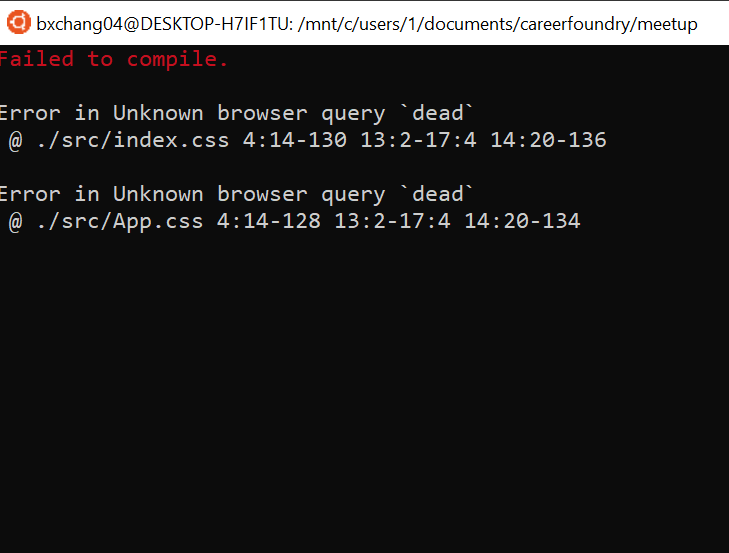 bxchang04@DESKTOP-H7IF1TU: /mnt/c/users/1/documents/careerfoundry/meetup
Failed to compile.
Error in Unknown browser query `dead`
@ ./src/index.css 4:14-130 13:2-17:4 14:20-136
Error in Unknown browser query `dead`
@ ./src/App.css 4:14-128 13:2-17:4 14:20-134